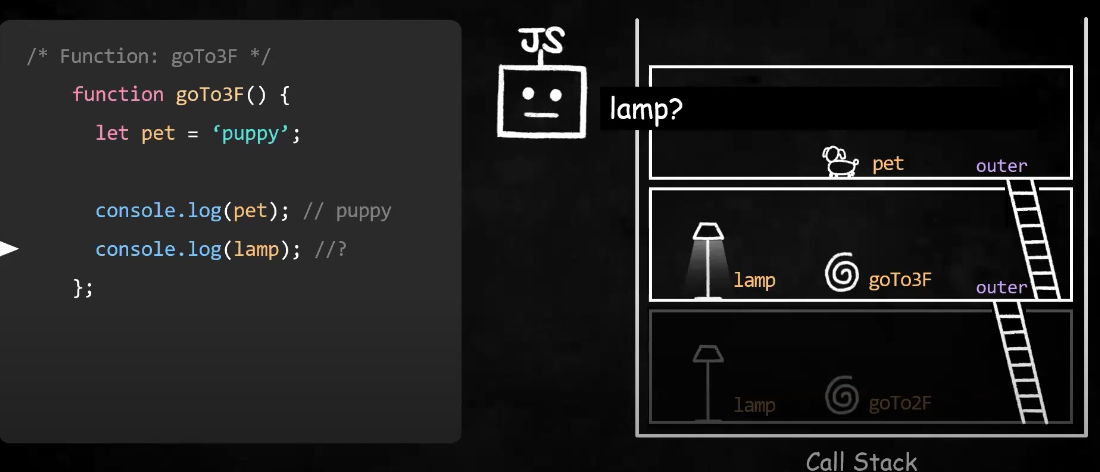 /* Function: goTo3F */
function goTo3F() {
let pet = ‘puppy’;
console.log(pet); // puppy
console.log(lamp); //?
};
JS
lamp?
pet
outer
lamp
goTo3F
outer
lamp
goTo2F
Call Stack